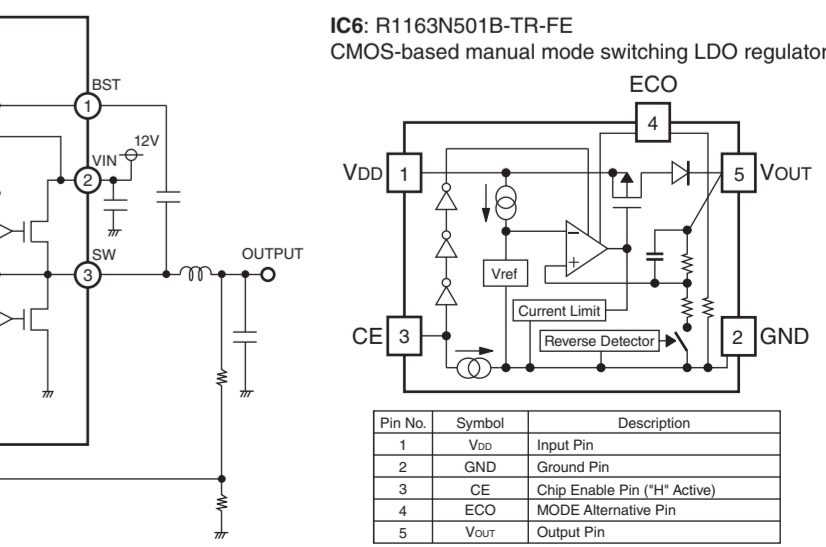 BST
1
12V
VIN
2
SW
3
OUTPUT
IC6: R1163N501B-TR-FE
CMOS-based manual mode switching LDO regulator
ECO
4
VDD 1
5 VOUT
Vref
Current Limit
CE 3
Reverse Detector
2 GND
Pin No. Symbol Description
1 VDD Input Pin
2 GND Ground Pin
3 CE Chip Enable Pin ("H" Active)
4 ECO MODE Alternative Pin
5 VOUT Output Pin